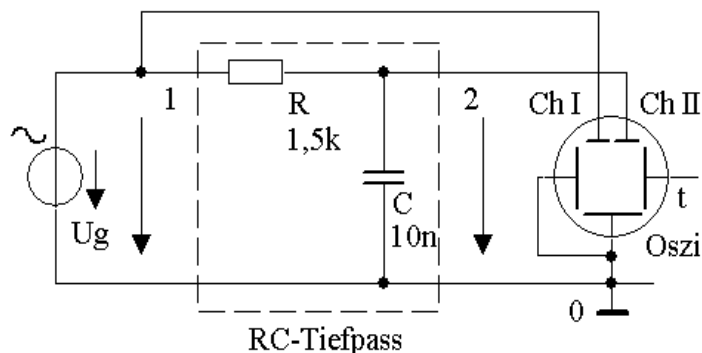 1
R
1,5k
2
Ch I
Ch II
~
Ug
C
10n
t
Oszi
0
RC-Tiefpass